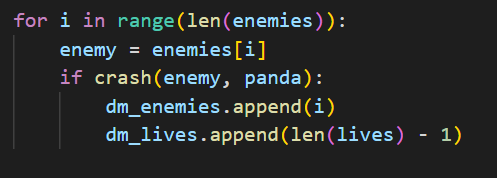 for i in range(len(enemies)):
    enemy = enemies[i]
    if crash(enemy, panda):
        dm_enemies.append(i)
        dm_lives.append(len(lives) - 1)